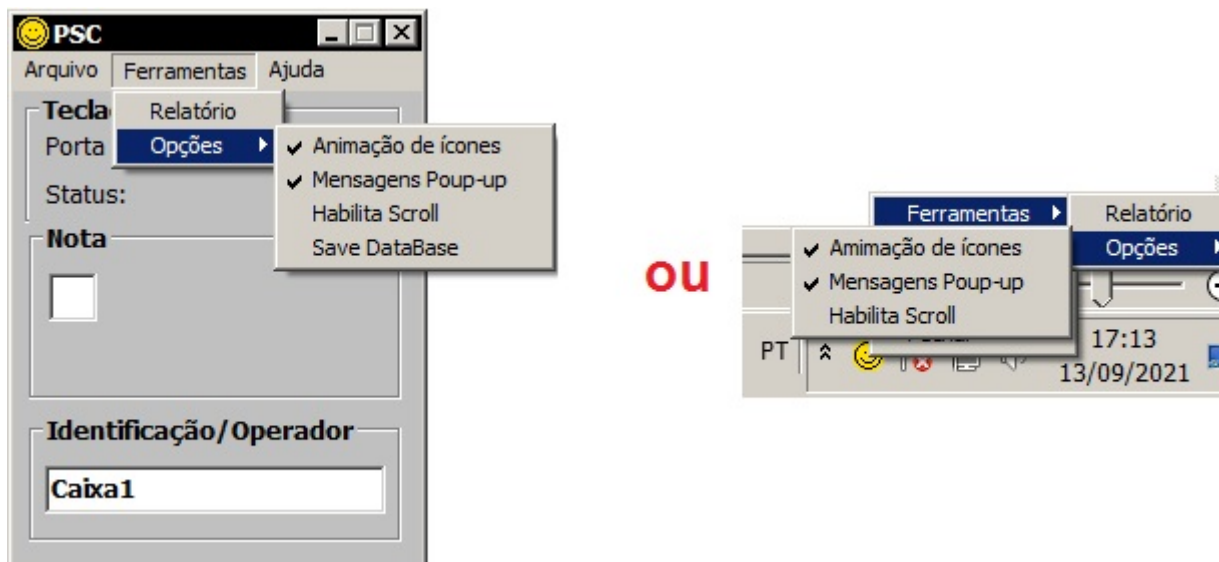 PSC
Arquivo Ferramentas Ajuda
Relatório
Opções
Animação de ícones
Mensagens Poup-up
Habilita Scroll
Save DataBase
Porta
Status:
Nota
Identificação/Operador
Caixa1
ou
Ferramentas
Relatório
Opções
Amimação de ícones
Mensagens Poup-up
Habilita Scroll
PT
17:13
13/09/2021